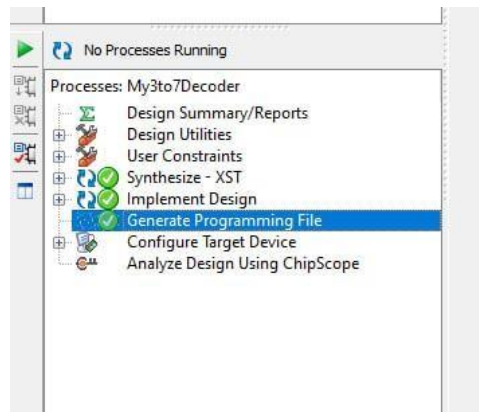 No Processes Running
Processes: My3to7Decoder
Design Summary/Reports
Design Utilities
User Constraints
Synthesize - XST
Implement Design
Generate Programming File
Configure Target Device
Analyze Design Using ChipScope